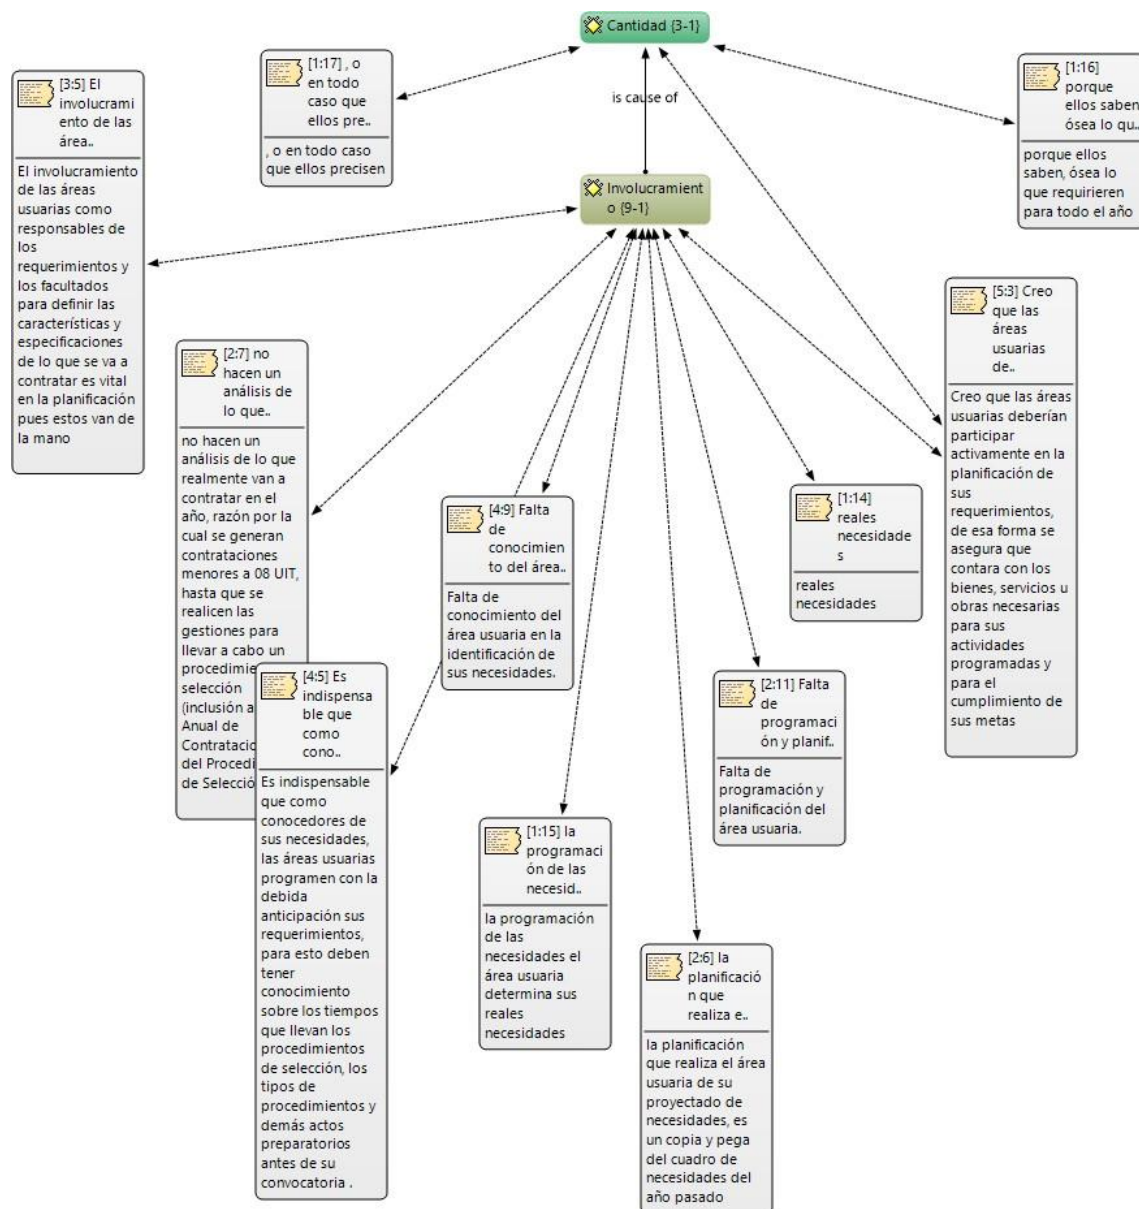 Cantidad {3-1}
[1:17] , o
en todo
caso que
ellos pre..
, o en todo caso
que ellos precisen
[1:16]
porque
ellos saben,
ósea lo qu..
porque ellos
saben, ósea lo
que requirieren
para todo el año
is cause of
[3:5] El
involucrami
ento de las
área..
El involucramiento
de las áreas
usuarias como
responsables de
los
requerimientos y
los facultados
para definir las
características y
especificaciones
de lo que se va a
contratar es vital
en la planificación
pues estos van de
la mano
Involucramient
o {9-1}
[5:3] Creo
que las
áreas
usuarias
de..
Creo que las áreas
usuarias deberían
participar
activamente en la
planificación de
sus
requerimientos,
de esa forma se
asegura que
contara con los
bienes, servicios u
obras necesarias
para sus
actividades
programadas y
para el
cumplimiento de
sus metas
[2:7] no
hacen un
análisis de
lo que..
no hacen un
análisis de lo que
realmente van a
contratar en el
año, razón por la
cual se generan
contrataciones
menores a 08 UIT,
hasta que se
realicen las
gestiones para
llevar a cabo un
procedimie
selección
(inclusión a
Anual de
Contratacio
del Procedi
de Selecció
[4:9] Falta
de
conocimien
to del área..
Falta de
conocimiento del
área usuaria en la
identificación de
sus necesidades.
[1:14]
reales
necesidade
s
reales
necesidades
[4:5] Es
indispensa
ble que
como
cono..
Es indispensable
que como
conocedores de
sus necesidades,
las áreas usuarias
programen con la
debida
anticipación sus
requerimientos,
para esto deben
tener
conocimiento
sobre los tiempos
que llevan los
procedimientos
de selección, los
tipos de
procedimientos y
demás actos
preparatorios
antes de su
convocatoria .
[2:11] Falta
de
programaci
ón y planif..
Falta de
programación y
planificación del
área usuaria.
[1:15] la
programaci
ón de las
necesid..
la programación
de las
necesidades el
área usuaria
determina sus
reales
necesidades
[2:6] la
planificació
n que
realiza e..
la planificación
que realiza el área
usuaria de su
proyectado de
necesidades, es
un copia y pega
del cuadro de
necesidades del
año pasado